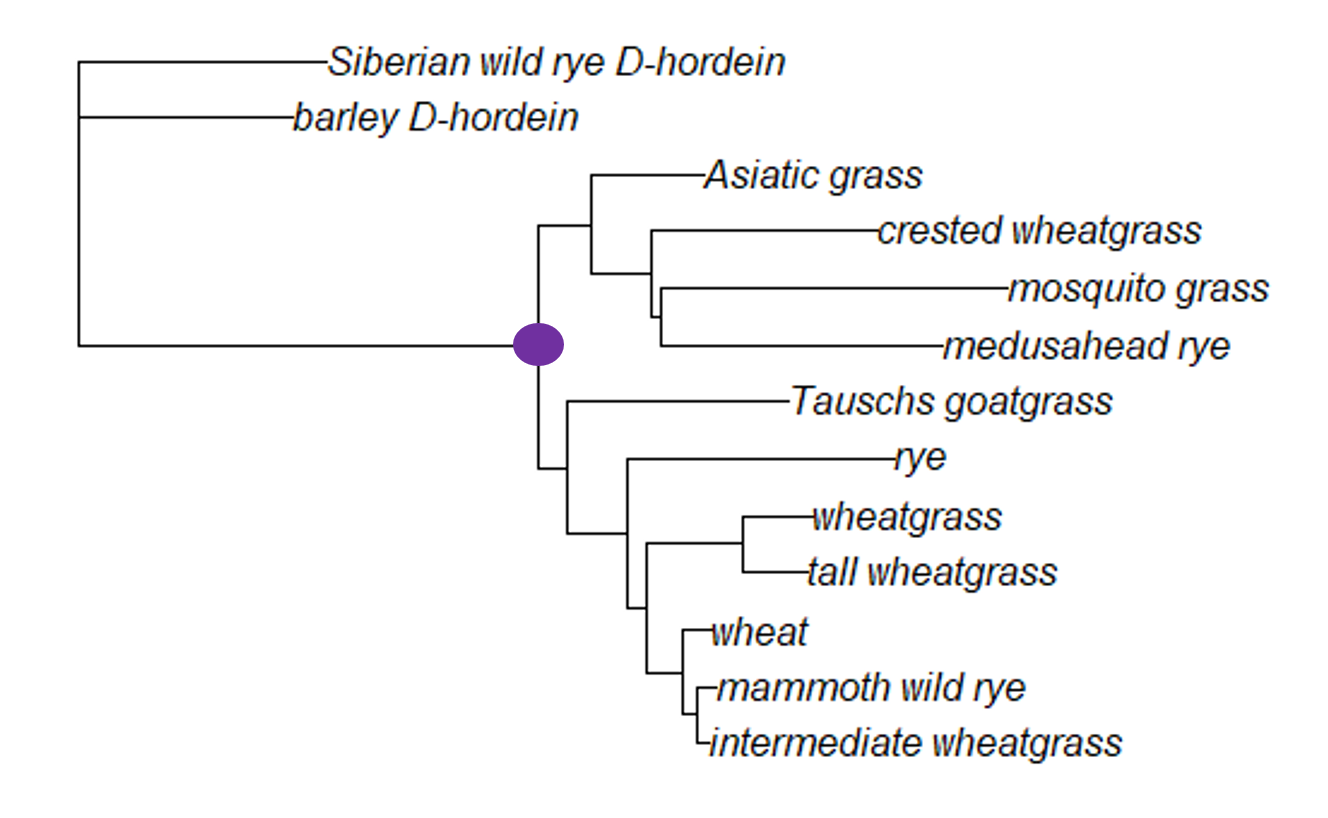 Siberian wild rye D-hordein
barley D-hordein
Asiatic grass
crested wheatgrass
mosquito grass
medusahead rye
Tauschs goatgrass
rye
wheatgrass
tall wheatgrass
wheat
mammoth wild rye
intermediate wheatgrass